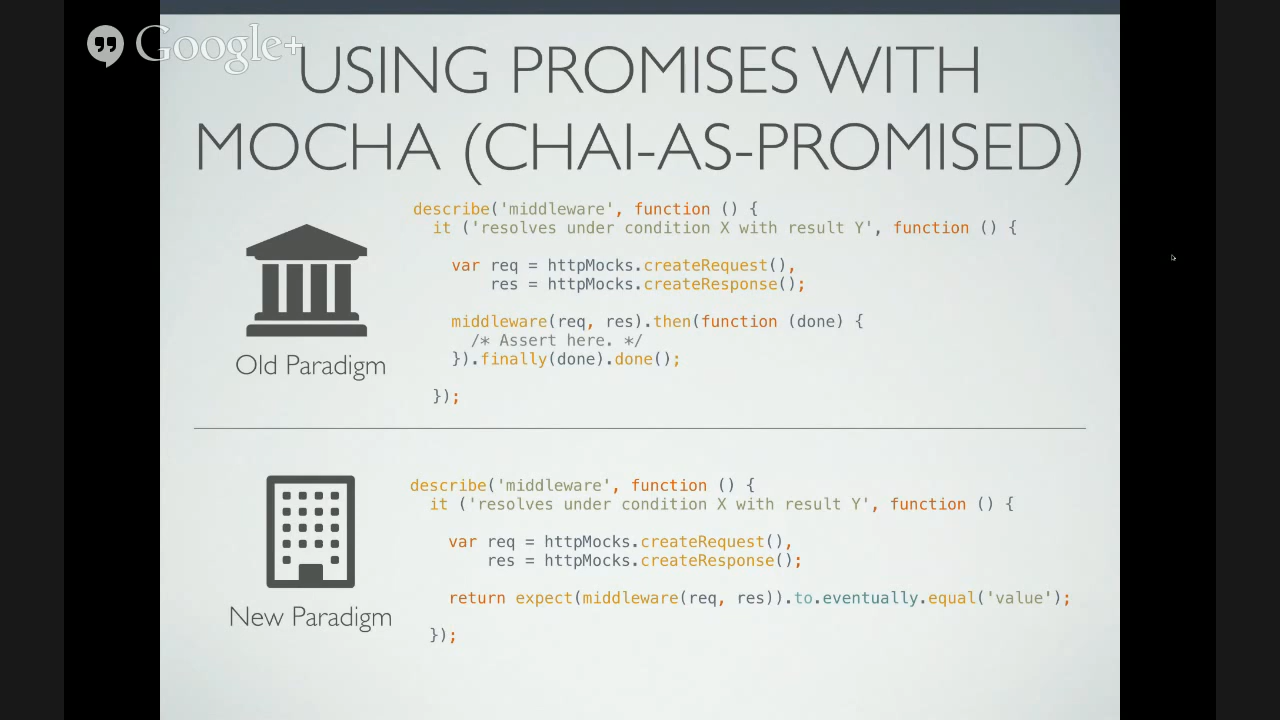 Google+
USING PROMISES WITH
MOCHA (CHAI-AS-PROMISED)
Old Paradigm
describe('middleware', function () {
  it ('resolves under condition X with result Y', function () {
    var req = httpMocks.createRequest(),
        res = httpMocks.createResponse();
    middleware(req, res).then(function (done) {
      /* Assert here. */
    }).finally(done).done();
  });
New Paradigm
describe('middleware', function () {
  it ('resolves under condition X with result Y', function () {
    var req = httpMocks.createRequest(),
        res = httpMocks.createResponse();
    return expect(middleware(req, res)).to.eventually.equal('value');
  });